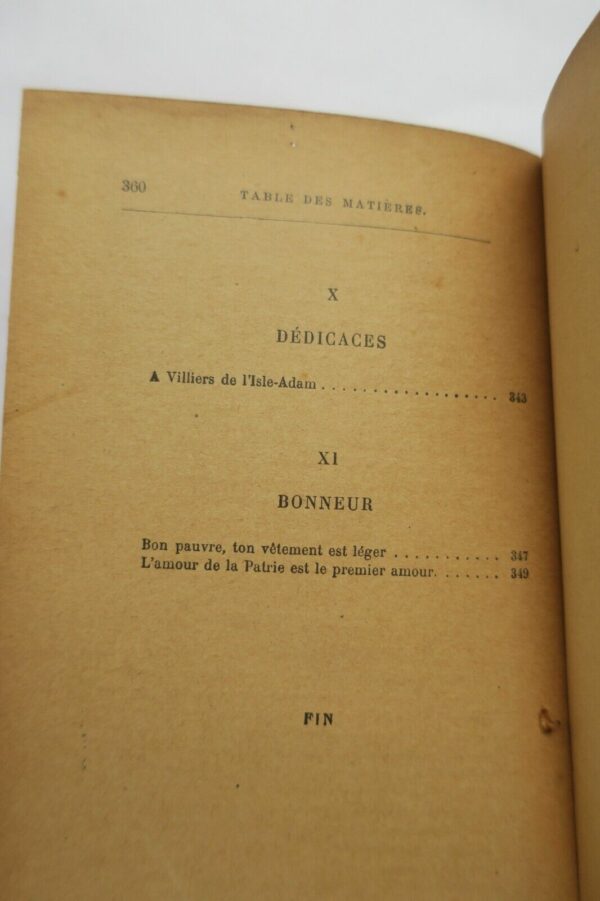 360 TABLE DES MATIÈRES.
X
DÉDICACES
A Villiers de l'Isle-Adam . . . . . . . . . . . . . . . . . . . 343
XI
BONNEUR
Bon pauvre, ton vêtement est léger . . . . . . . . . . . 347
L'amour de la Patrie est le premier amour. . . . . . . 349
FIN